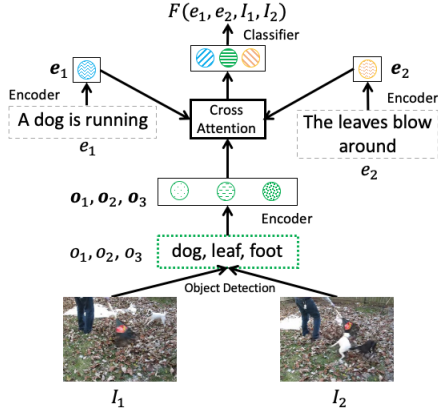 F(e₁, e₂, I₁, I₂)
Classifier
e₁
e₂
Encoder
Encoder
A dog is running
Cross
Attention
The leaves blow
around
e₁
e₂
o₁, o₂, o₃
Encoder
o₁, o₂, o₃
dog, leaf, foot
Object Detection
I₁
I₂